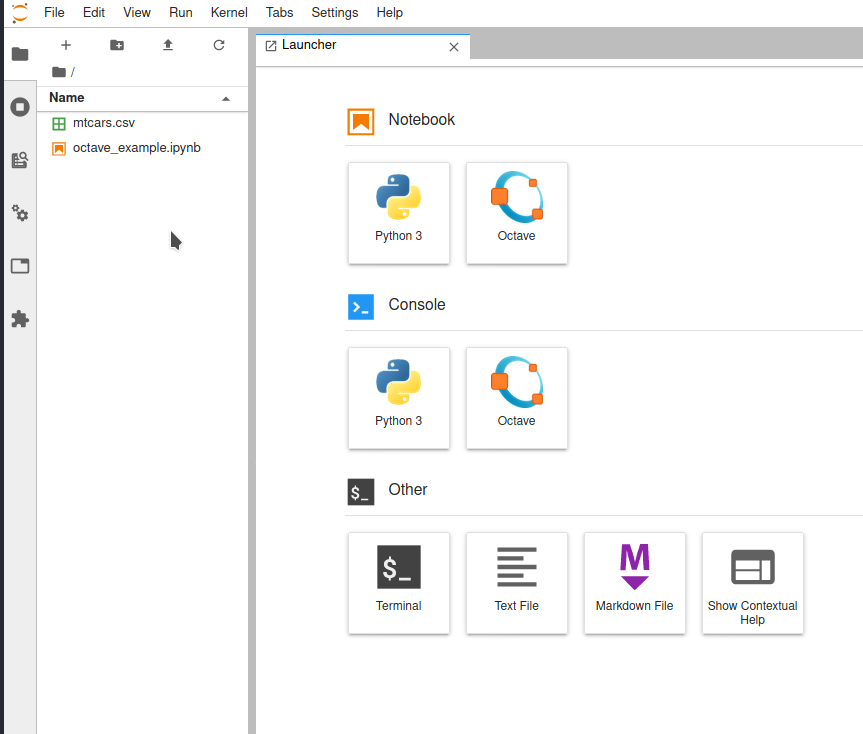 File Edit View Run Kernel Tabs Settings Help
Launcher
/
Name
mtcars.csv
octave_example.ipynb
Notebook
Python 3
Octave
Console
Python 3
Octave
$_ Other
$_
Terminal
Text File
M
Markdown File
Show Contextual
Help